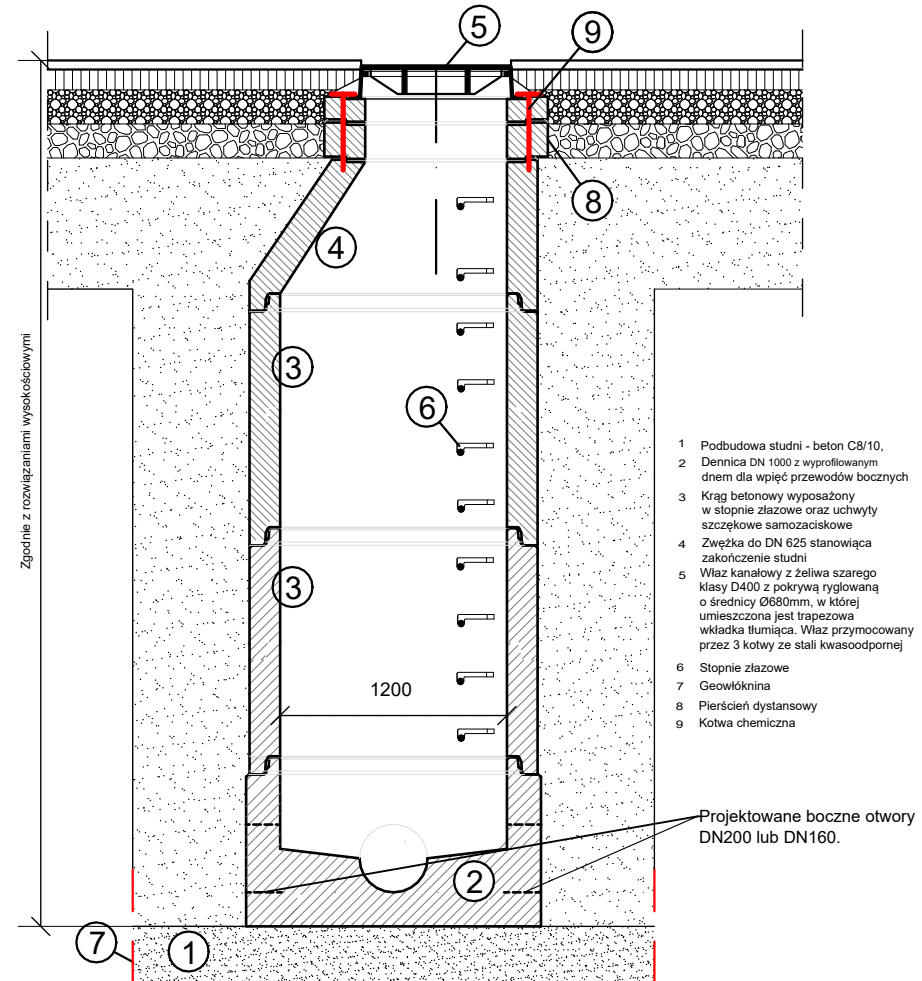 5
9
8
4
3
6
3
1200
2
7
1
Zgodnie z rozwiązaniami wysokościowymi
1 Podbudowa studni - beton C8/10,
2 Dennica DN 1000 z wyprofilowanym
dnem dla wpięć przewodów bocznych
3 Krąg betonowy wyposażony
w stopnie złazowe oraz uchwyty
szczękowe samozaciskowe
4 Zwężka do DN 625 stanowiąca
zakończenie studni
5 Właz kanałowy z żeliwa szarego
klasy D400 z pokrywą ryglowaną
o średnicy Ø680mm, w której
umieszczona jest trapezowa
wkładka tłumiąca. Właz przymocowany
przez 3 kotwy ze stali kwasoodpornej
6 Stopnie złazowe
7 Geowłóknina
8 Pierścień dystansowy
9 Kotwa chemiczna
Projektowane boczne otwory
DN200 lub DN160.